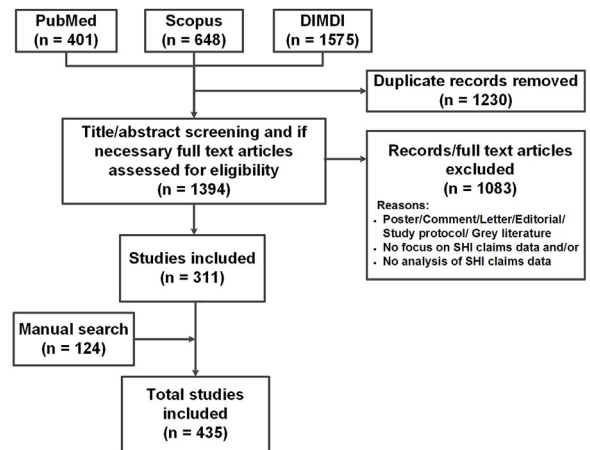 PubMed
(n = 401)
Scopus
(n = 648)
DIMDI
(n = 1575)
Duplicate records removed
(n = 1230)
Title/abstract screening and if
necessary full text articles
assessed for eligibility
(n = 1394)
Records/full text articles
excluded
(n = 1083)
Reasons:
• Poster/Comment/Letter/Editorial/
Study protocol/ Grey literature
• No focus on SHI claims data and/or
• No analysis of SHI claims data
Studies included
(n = 311)
Manual search
(n = 124)
Total studies
included
(n = 435)